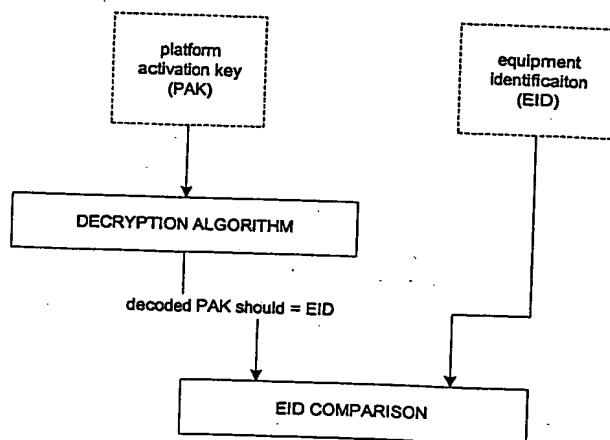 platform
activation key
(PAK)
equipment
identificaiton
(EID)
DECRYPTION ALGORITHM
decoded PAK should = EID
EID COMPARISON